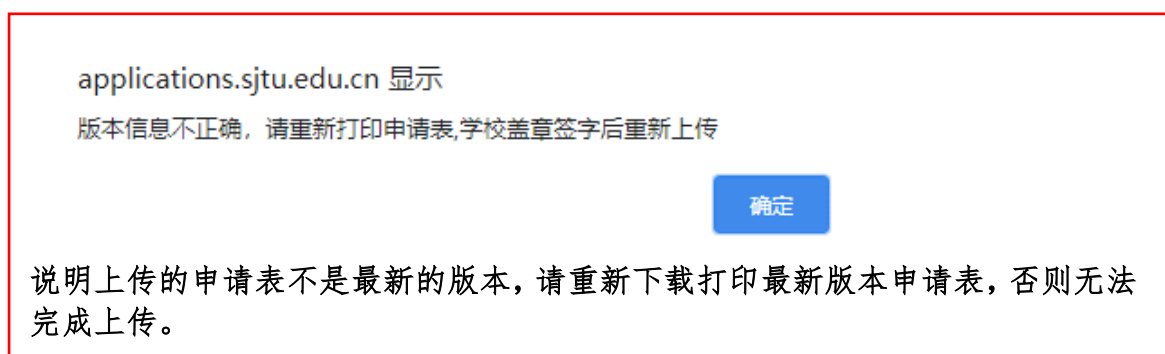 applications.sjtu.edu.cn 显示
版本信息不正确，请重新打印申请表,学校盖章签字后重新上传
确定
说明上传的申请表不是最新的版本，请重新下载打印最新版本申请表，否则无法
完成上传。